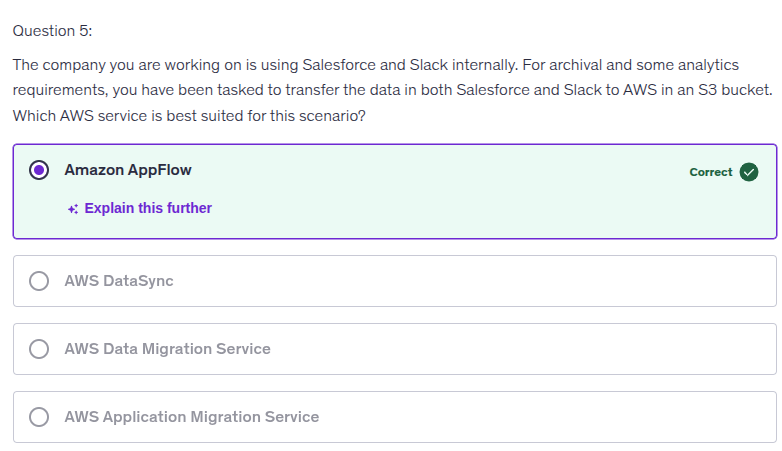 Question 5:
The company you are working on is using Salesforce and Slack internally. For archival and some analytics
requirements, you have been tasked to transfer the data in both Salesforce and Slack to AWS in an S3 bucket.
Which AWS service is best suited for this scenario?
Amazon AppFlow
Correct
Explain this further
AWS DataSync
AWS Data Migration Service
AWS Application Migration Service